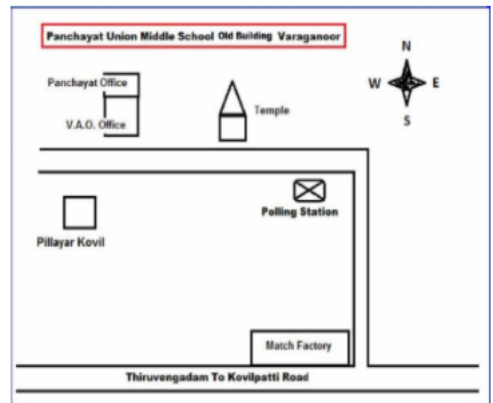 Panchayat Union Middle School Old Building Varaganoor
N
Panchayat Office
W E
Temple
V.A.O. Office
S
Polling Station
Pillayar Kovil
Match Factory
Thiruvengadam To Kovilpatti Road